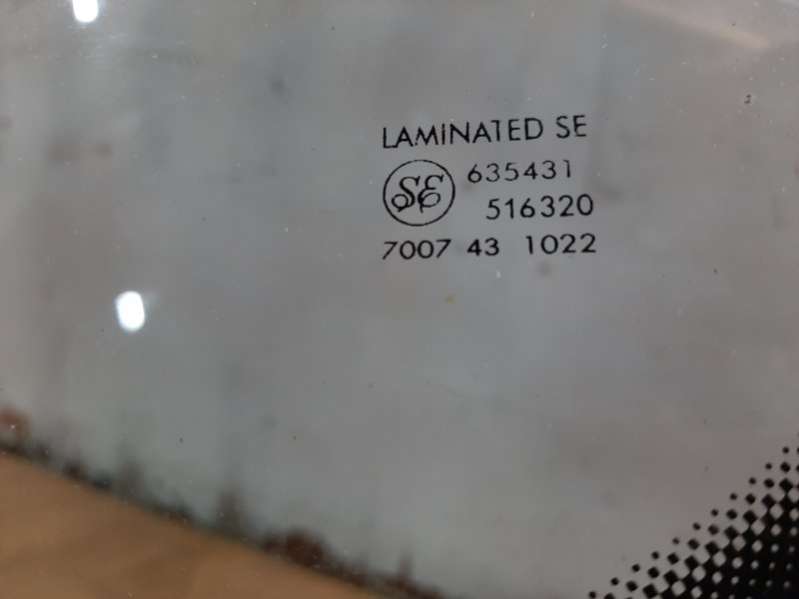 LAMINATED SE
SE 635431
516320
7007 43 1022